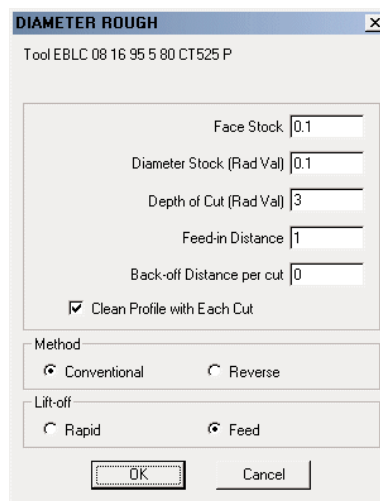 DIAMETER ROUGH
Tool EBLC 08 16 95 5 80 CT525 P
Face Stock 0.1
Diameter Stock (Rad Val) 0.1
Depth of Cut (Rad Val) 3
Feed-in Distance 1
Back-off Distance per cut 0
Clean Profile with Each Cut
Method
Conventional Reverse
Lift-off
Rapid Feed
OK Cancel